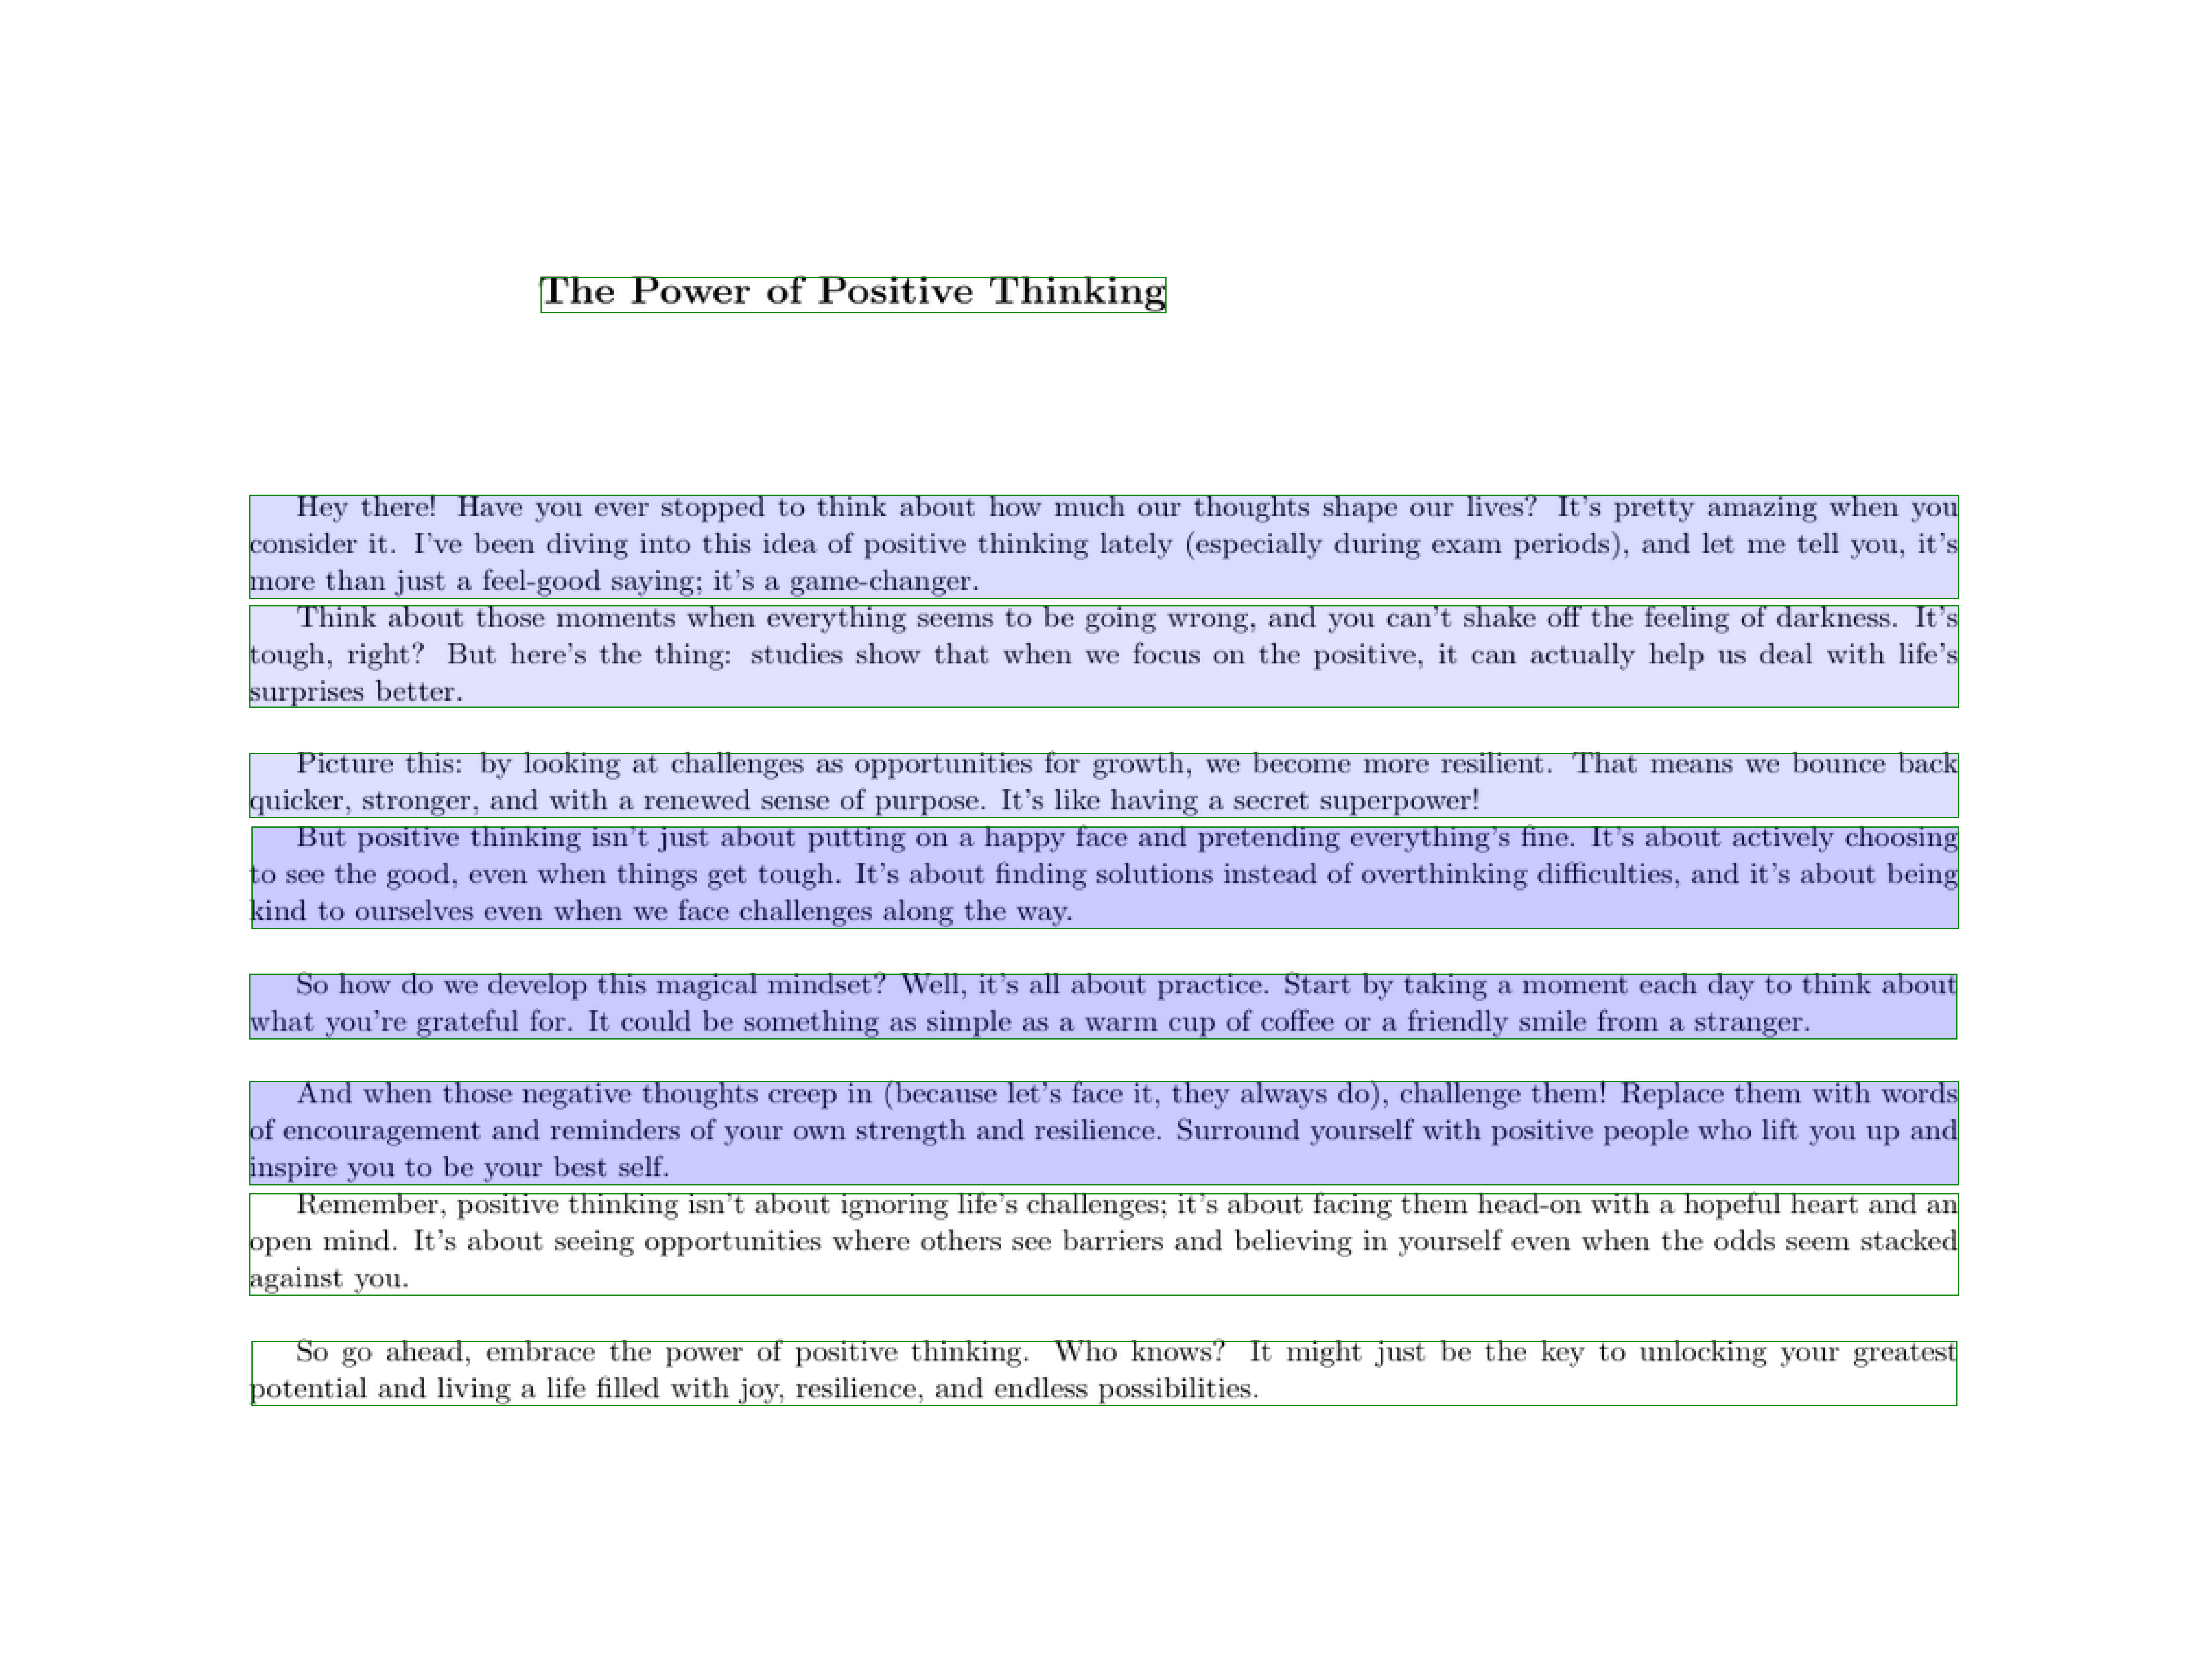 The Power of Positive Thinking
Hey there! Have you ever stopped to think about how much our thoughts shape our lives? It's pretty amazing when you
consider it. I've been diving into this idea of positive thinking lately (especially during exam periods), and let me tell you, it's
more than just a feel-good saying; it's a game-changer.
Think about those moments when everything seems to be going wrong, and you can't shake off the feeling of darkness. It's
tough, right? But here's the thing: studies show that when we focus on the positive, it can actually help us deal with life's
surprises better.
Picture this: by looking at challenges as opportunities for growth, we become more resilient. That means we bounce back
quicker, stronger, and with a renewed sense of purpose. It's like having a secret superpower!
But positive thinking isn't just about putting on a happy face and pretending everything's fine. It's about actively choosing
to see the good, even when things get tough. It's about finding solutions instead of overthinking difficulties, and it's about being
kind to ourselves even when we face challenges along the way.
So how do we develop this magical mindset? Well, it's all about practice. Start by taking a moment each day to think about
what you're grateful for. It could be something as simple as a warm cup of coffee or a friendly smile from a stranger.
And when those negative thoughts creep in (because let's face it, they always do), challenge them! Replace them with words
of encouragement and reminders of your own strength and resilience. Surround yourself with positive people who lift you up and
inspire you to be your best self.
Remember, positive thinking isn't about ignoring life's challenges; it's about facing them head-on with a hopeful heart and an
open mind. It's about seeing opportunities where others see barriers and believing in yourself even when the odds seem stacked
against you.
So go ahead, embrace the power of positive thinking. Who knows? It might just be the key to unlocking your greatest
potential and living a life filled with joy, resilience, and endless possibilities.